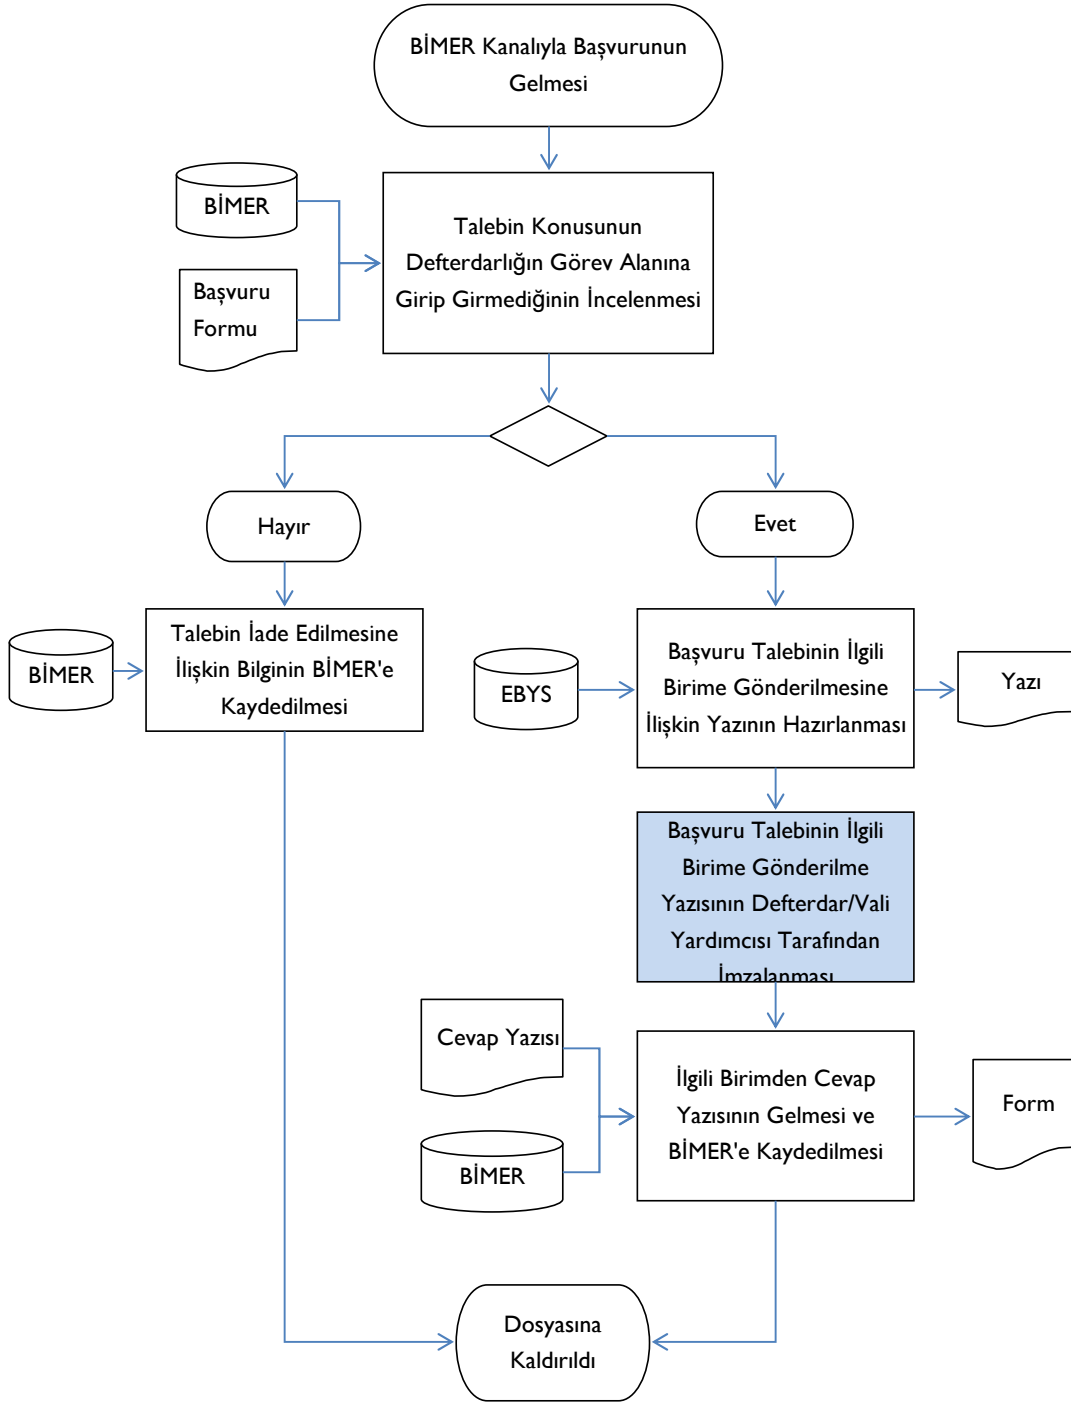 BİMER Kanalıyla Başvurunun
Gelmesi
BİMER
Başvuru
Formu
Talebin Konusunun
Defterdarlığın Görev Alanına
Girip Girmediğinin İncelenmesi
Hayır
Evet
BİMER
Talebin İade Edilmesine
İlişkin Bilginin BİMER'e
Kaydedilmesi
EBYS
Başvuru Talebinin İlgili
Birime Gönderilmesine
İlişkin Yazının Hazırlanması
Yazı
Başvuru Talebinin İlgili
Birime Gönderilme
Yazısının Defterdar/Vali
Yardımcısı Tarafından
İmzalanması
Cevap Yazısı
BİMER
İlgili Birimden Cevap
Yazısının Gelmesi ve
BİMER'e Kaydedilmesi
Form
Dosyasına
Kaldırıldı